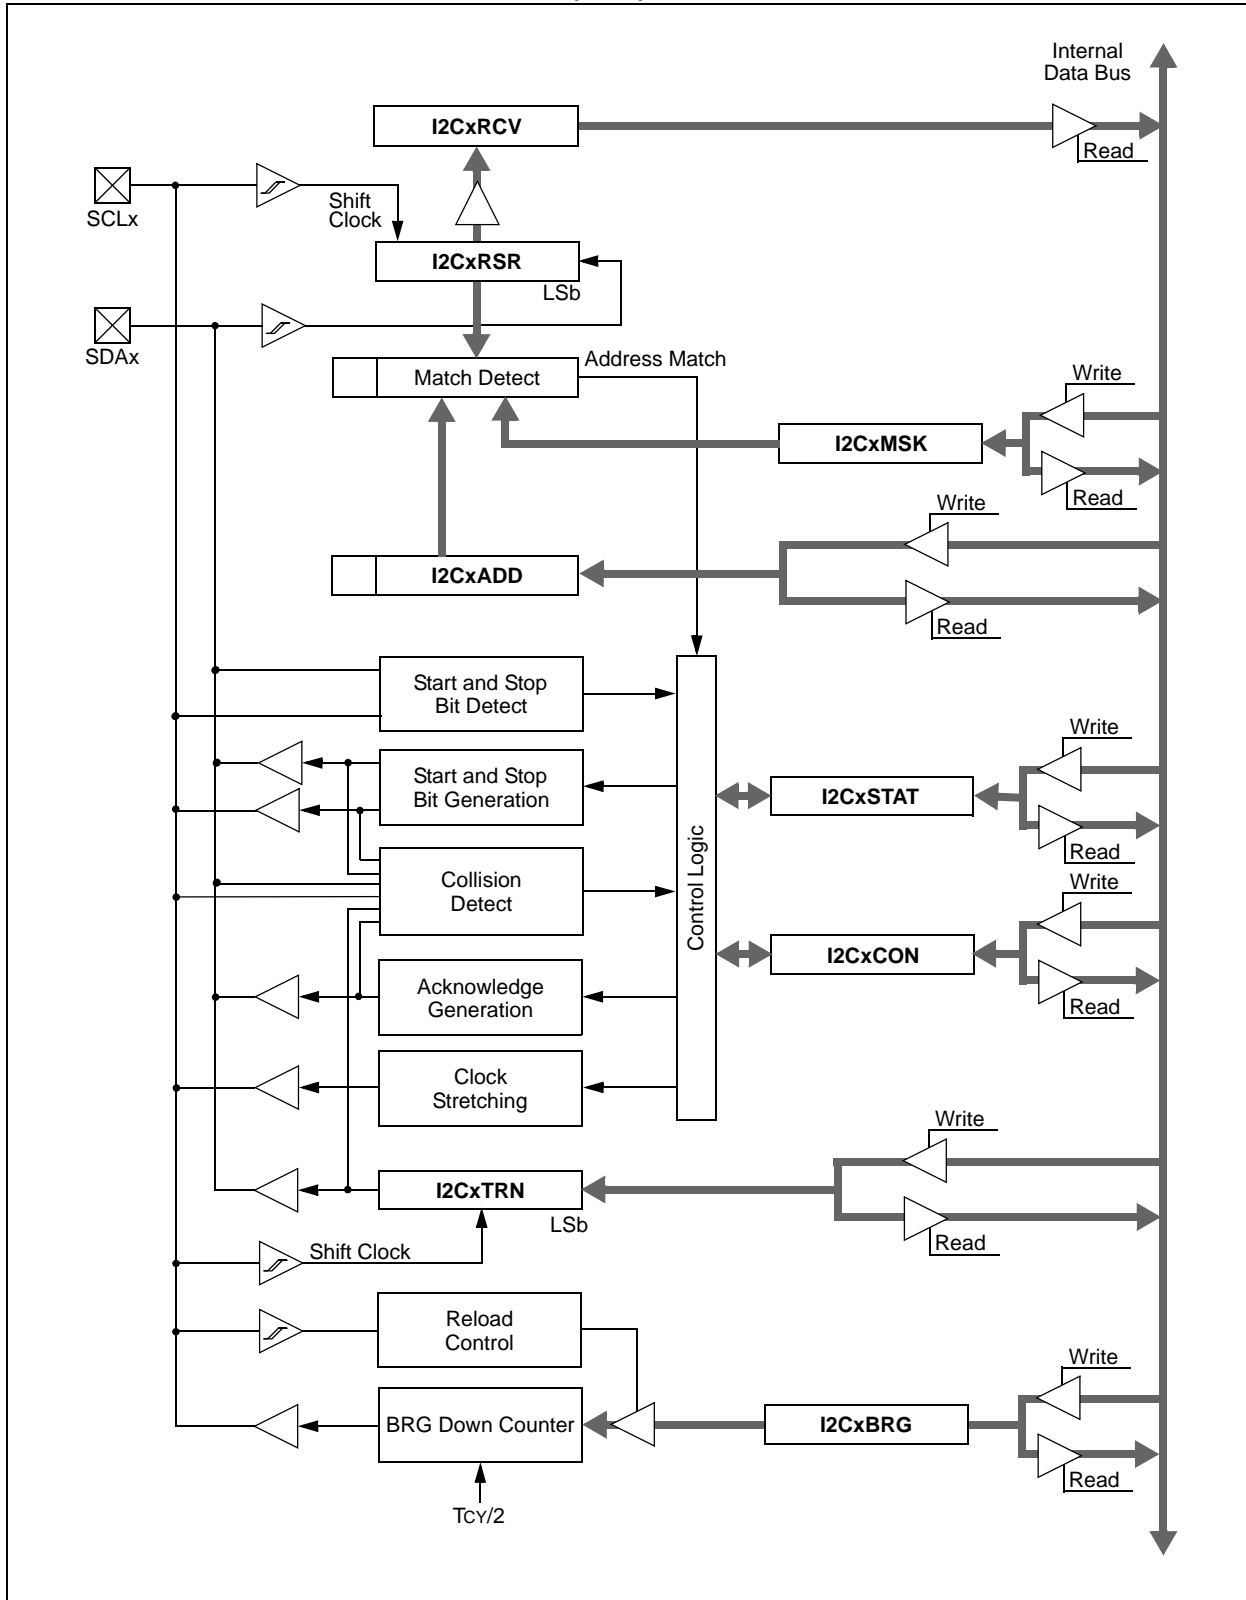 Internal
Data Bus
I2CxRCV
Read
SCLx
Shift
Clock
I2CxRSR
LSb
SDAx
Address Match
Match Detect
Write
I2CxMSK
Read
Write
I2CxADD
Read
Start and Stop
Bit Detect
Write
Start and Stop
Bit Generation
I2CxSTAT
Read
Control Logic
Collision
Detect
Write
I2CxCON
Read
Acknowledge
Generation
Clock
Stretching
Write
I2CxTRN
LSb
Read
Shift Clock
Reload
Control
Write
BRG Down Counter
I2CxBRG
Read
TCY/2